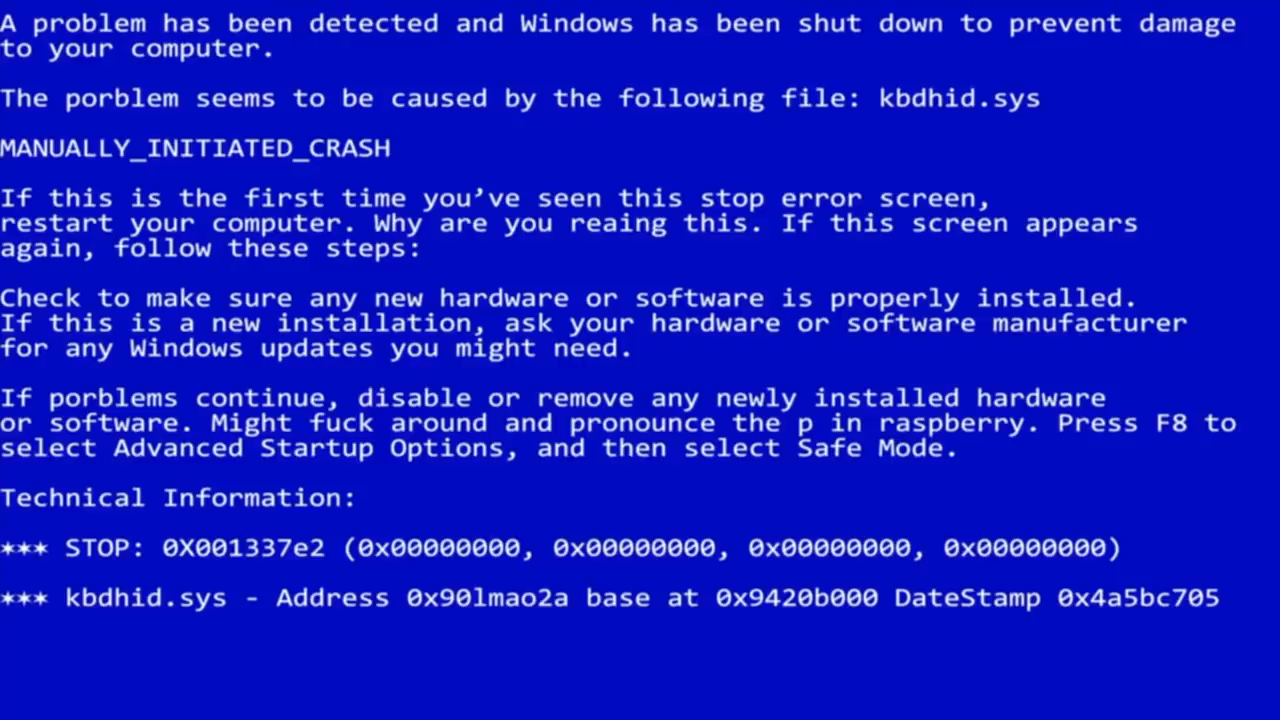 A problem has been detected and Windows has been shut down to prevent damage
to your computer.
The porblem seems to be caused by the following file: kbdhid.sys
MANUALLY_INITIATED_CRASH
If this is the first time you’ve seen this stop error screen,
restart your computer. Why are you reaing this. If this screen appears
again, follow these steps:
Check to make sure any new hardware or software is properly installed.
If this is a new installation, ask your hardware or software manufacturer
for any Windows updates you might need.
If porblems continue, disable or remove any newly installed hardware
or software. Might fuck around and pronounce the p in raspberry. Press F8 to
select Advanced Startup Options, and then select Safe Mode.
Technical Information:
*** STOP: 0X001337e2 (0x00000000, 0x00000000, 0x00000000, 0x00000000)
*** kbdhid.sys - Address 0x90lmao2a base at 0x9420b000 DateStamp 0x4a5bc705